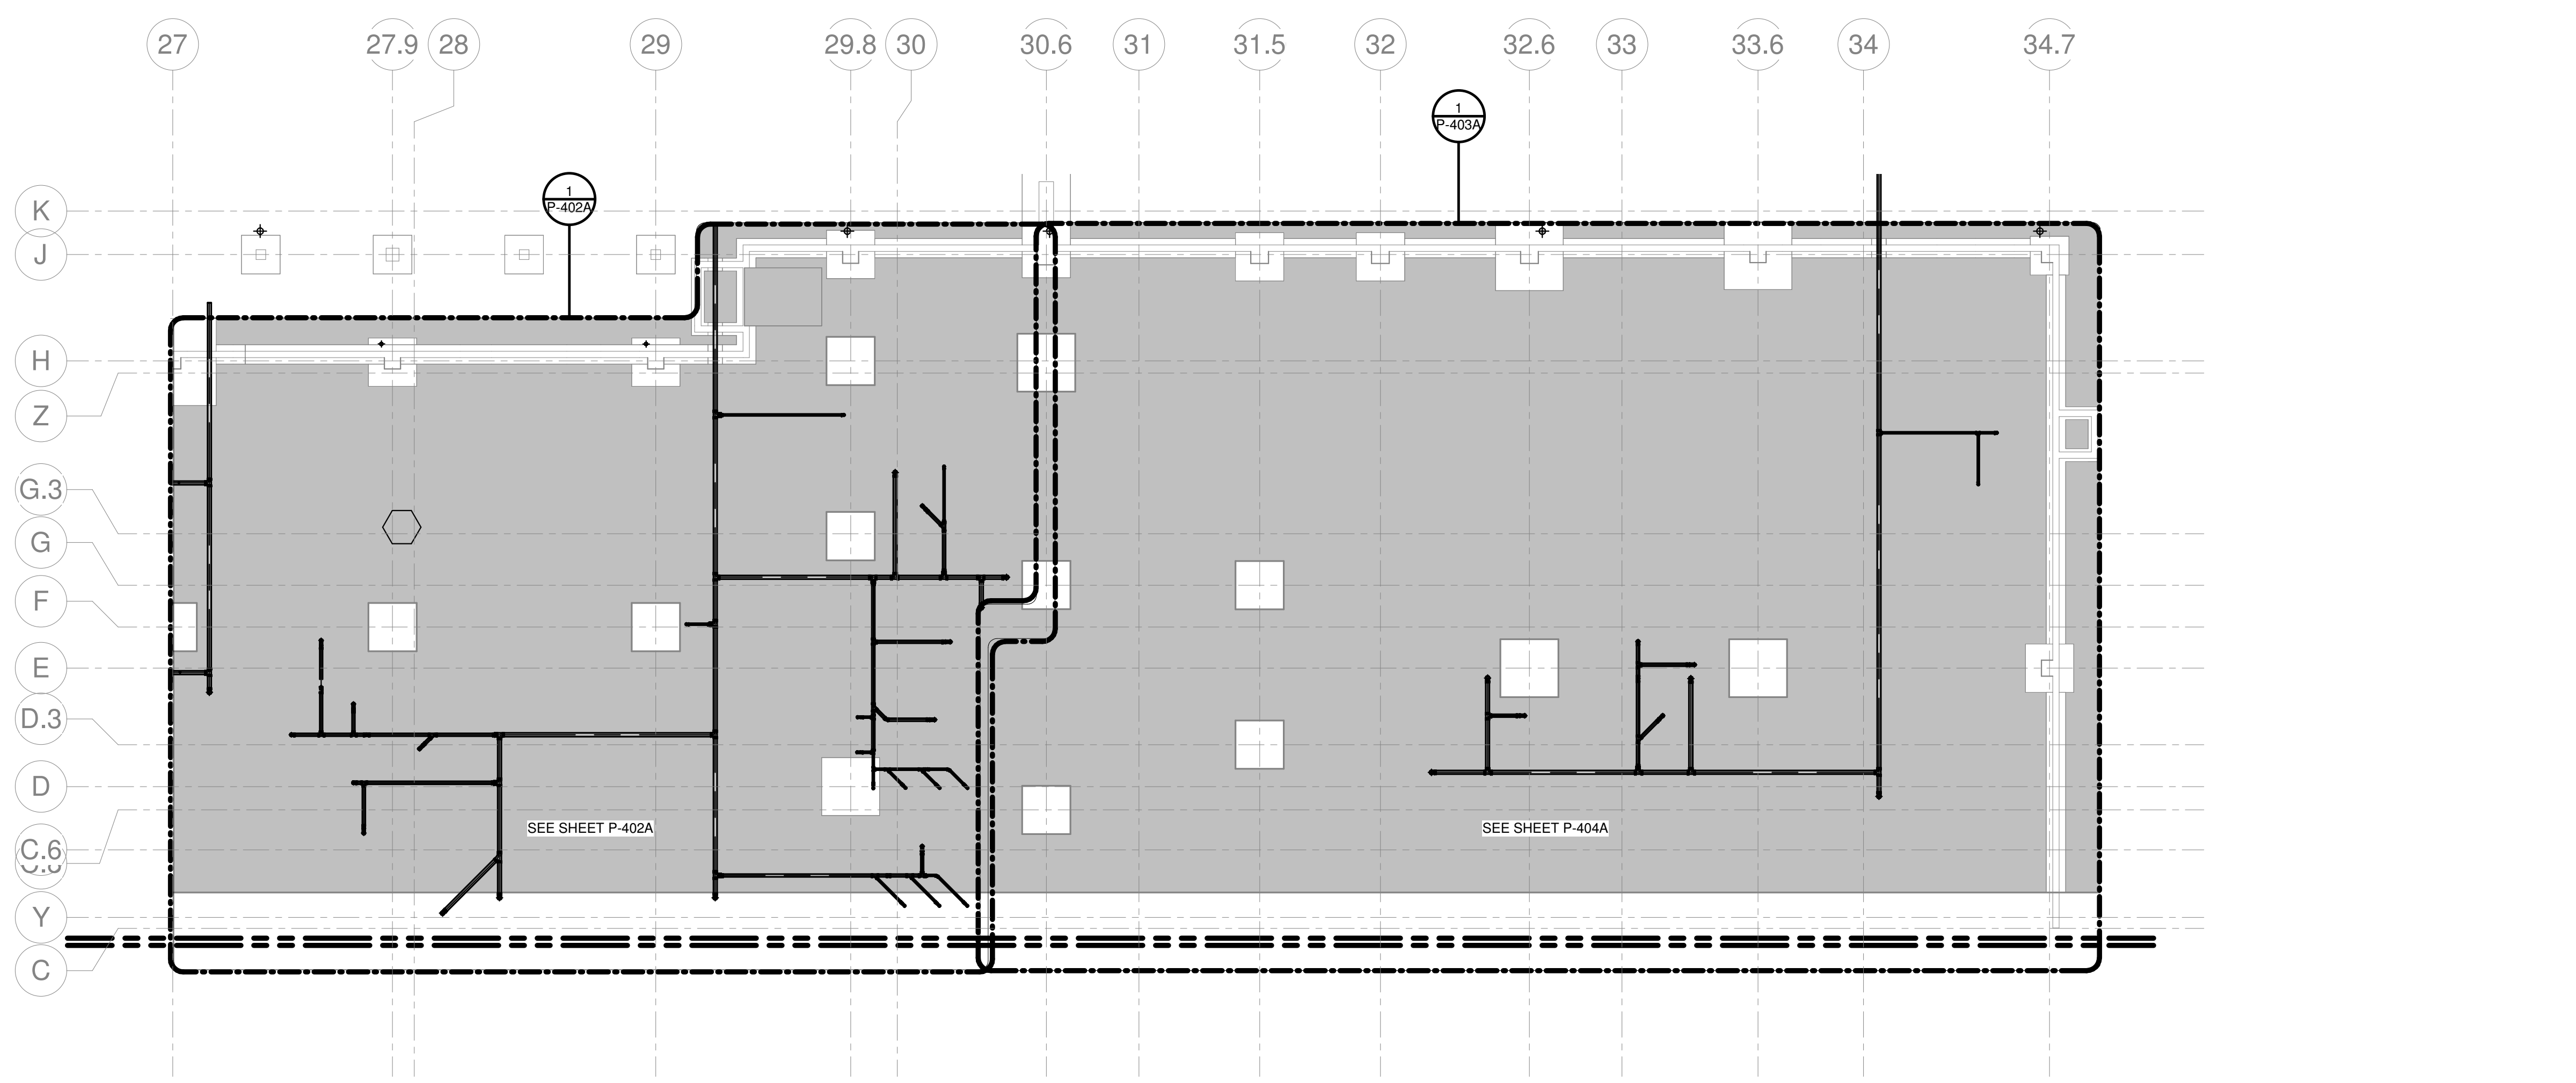 27 27.9 28 29 29.8 30 30.6 31 31.5 32 32.6 33 33.6 34 34.7
1
P-403A
1
P-402A
K
J
H
Z
G.3
G
F
E
D.3
D
SEE SHEET P-402A SEE SHEET P-404A
C.6
Y
C